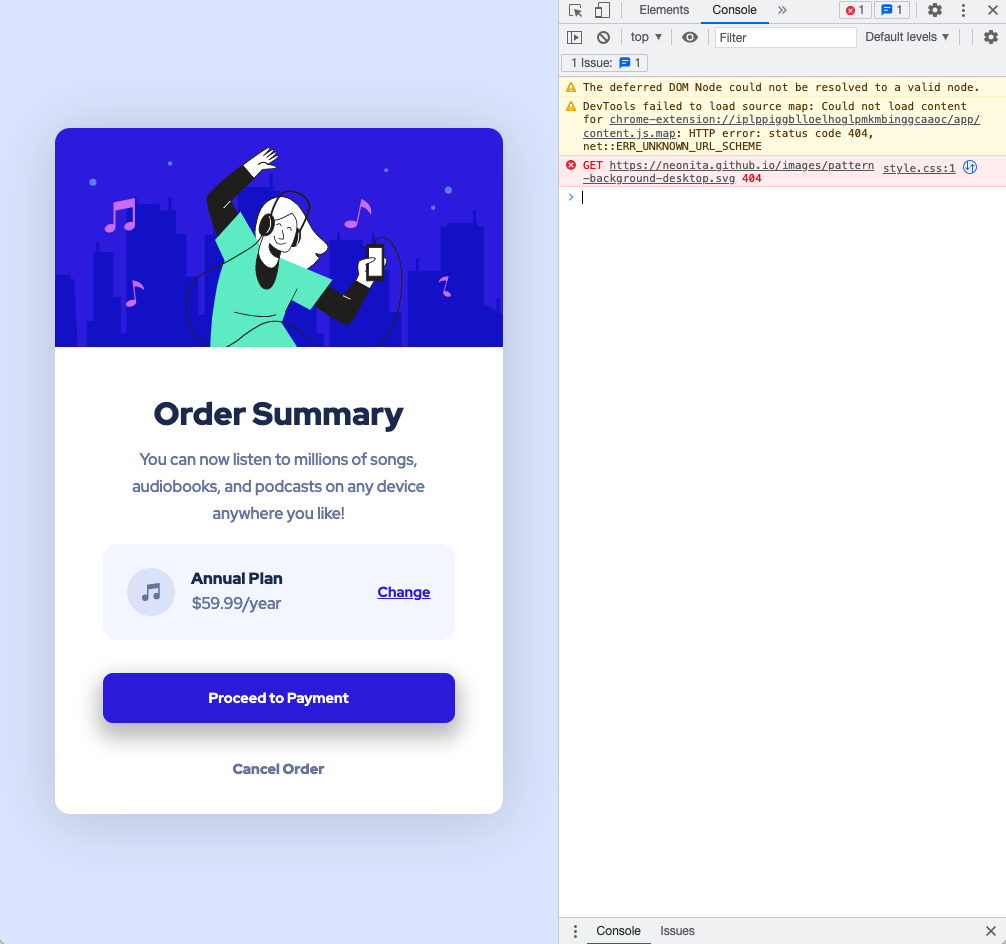 Elements Console » 1 1
top ▼ Filter Default levels ▼
1 Issue: 1
The deferred DOM Node could not be resolved to a valid node.
DevTools failed to load source map: Could not load content
for chrome-extension://iplppiggblloelhoglpmkmbinggcaaoc/app/
content.js.map: HTTP error: status code 404,
net::ERR_UNKNOWN_URL_SCHEME
GET https://neonita.github.io/images/pattern style.css:1
-background-desktop.svg 404
Order Summary
You can now listen to millions of songs,
audiobooks, and podcasts on any device
anywhere you like!
Annual Plan
$59.99/year
Change
Proceed to Payment
Cancel Order
Console Issues